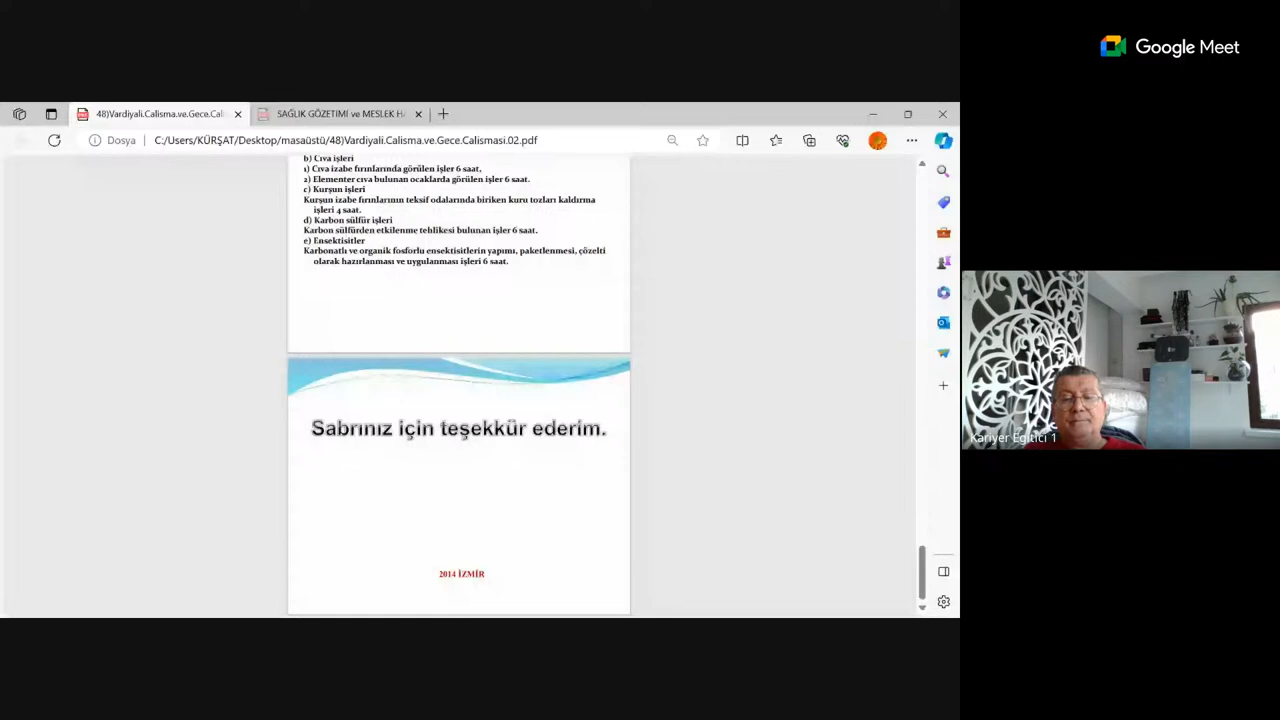 Google Meet
48)Vardiyali.Calisma.ve.Gece.Cal
SAĞLIK GÖZETİMİ ve MESLEK HA
Dosya
C:/Users/KÜRŞAT/Desktop/masaüstü/48)Vardiyali.Calisma.ve.Gece.Calismasi.02.pdf
b) Cıva işleri
1) Cıva izabe fırınlarında görülen işler 6 saat,
2) Elementer cıva bulunan ocaklarda görülen işler 6 saat.
c) Kurşun işleri
Kurşun izabe fırınlarının teksif odalarında biriken kuru tozları kaldırma
işleri 4 saat.
d) Karbon sülfür işleri
Karbon sülfürden etkilenme tehlikesi bulunan işler 6 saat.
e) Ensektisitler
Karbonatlı ve organik fosforlu ensektisitlerin yapımı, paketlenmesi, çözelti
olarak hazırlanması ve uygulanması işleri 6 saat.
Sabrınız için teşekkür ederim.
2014 İZMİR
Kariyer Eğitici 1